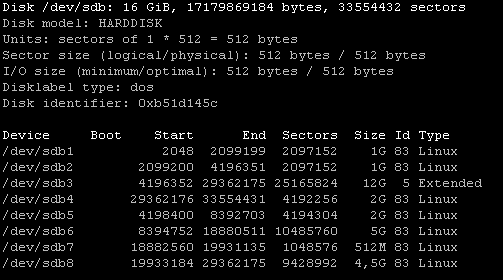 Disk /dev/sdb: 16 GiB, 17179869184 bytes, 33554432 sectors
Disk model: HARDDISK
Units: sectors of 1 * 512 = 512 bytes
Sector size (logical/physical): 512 bytes / 512 bytes
I/O size (minimum/optimal): 512 bytes / 512 bytes
Disklabel type: dos
Disk identifier: 0xb51d145c
Device Boot Start End Sectors Size Id Type
/dev/sdb1 2048 2099199 2097152 1G 83 Linux
/dev/sdb2 2099200 4196351 2097152 1G 83 Linux
/dev/sdb3 4196352 29362175 25165824 12G 5 Extended
/dev/sdb4 29362176 33554431 4192256 2G 83 Linux
/dev/sdb5 4198400 8392703 4194304 2G 83 Linux
/dev/sdb6 8394752 18880511 10485760 5G 83 Linux
/dev/sdb7 18882560 19931135 1048576 512M 83 Linux
/dev/sdb8 19933184 29362175 9428992 4,5G 83 Linux